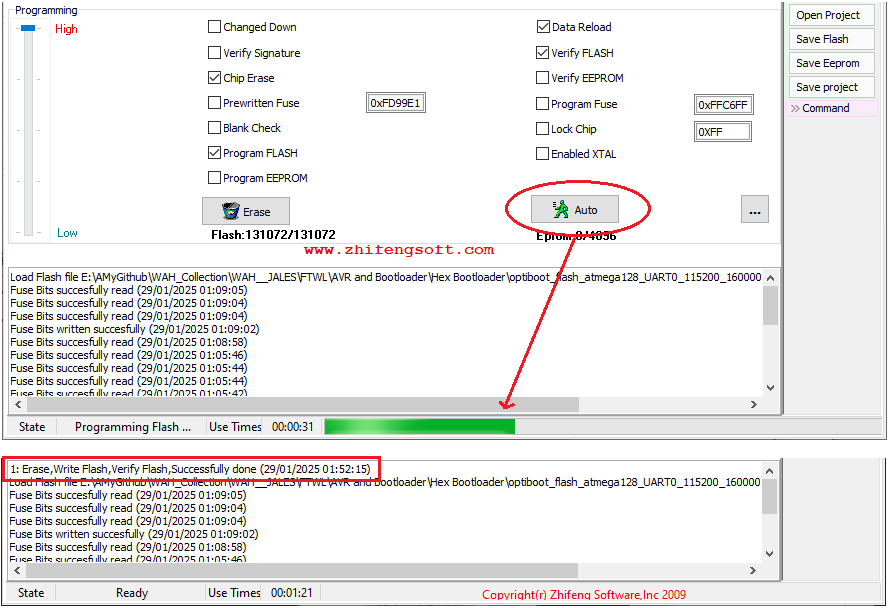 Programming
High
Low
Changed Down
Verify Signature
Chip Erase
Prewritten Fuse 0xFD99E1
Blank Check
Program FLASH
Program EEPROM
Erase
Flash:131072/131072
Data Reload
Verify FLASH
Verify EEPROM
Program Fuse 0xFFC6FF
Lock Chip 0xFF
Enabled XTAL
Auto
...
Eprom:0/4096
www.zhifengsoft.com
Open Project
Save Flash
Save Eeprom
Save project
>> Command
Load Flash file E:\AMyGithub\WAH_Collection\WAH__JALES\FTWL\AVR and Bootloader\Hex Bootloader\optiboot_flash_atmega128_UART0_115200_160000
Fuse Bits succesfully read (29/01/2025 01:09:05)
Fuse Bits succesfully read (29/01/2025 01:09:04)
Fuse Bits succesfully read (29/01/2025 01:09:04)
Fuse Bits written succesfully (29/01/2025 01:09:02)
Fuse Bits succesfully read (29/01/2025 01:08:58)
Fuse Bits succesfully read (29/01/2025 01:05:46)
Fuse Bits succesfully read (29/01/2025 01:05:44)
Fuse Bits succesfully read (29/01/2025 01:05:44)
Fuse Bits succesfully read (29/01/2025 01:05:42)
State Programming Flash ... Use Times 00:00:31
1: Erase,Write Flash,Verify Flash,Successfully done (29/01/2025 01:52:15)
Load Flash file E:\AMyGithub\WAH_Collection\WAH__JALES\FTWL\AVR and Bootloader\Hex Bootloader\optiboot_flash_atmega128_UART0_115200_160000
Fuse Bits succesfully read (29/01/2025 01:09:05)
Fuse Bits succesfully read (29/01/2025 01:09:04)
Fuse Bits succesfully read (29/01/2025 01:09:04)
Fuse Bits written succesfully (29/01/2025 01:09:02)
Fuse Bits succesfully read (29/01/2025 01:08:58)
Fuse Bits succesfully read (29/01/2025 01:05:46)
State Ready Use Times 00:01:21 Copyright(r) Zhifeng Software,Inc 2009